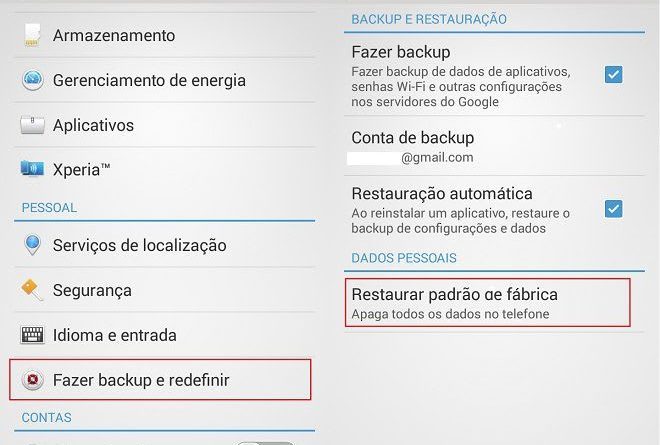 Armazenamento
Gerenciamento de energia
Aplicativos
Xperia™
PESSOAL
Serviços de localização
Segurança
Idioma e entrada
Fazer backup e redefinir
CONTAS
BACKUP E RESTAURAÇÃO
Fazer backup
Fazer backup de dados de aplicativos,
senhas Wi-Fi e outras configurações
nos servidores do Google
Conta de backup
@gmail.com
Restauração automática
Ao reinstalar um aplicativo, restaure o
backup de configurações e dados
DADOS PESSOAIS
Restaurar padrão de fábrica
Apaga todos os dados no telefone